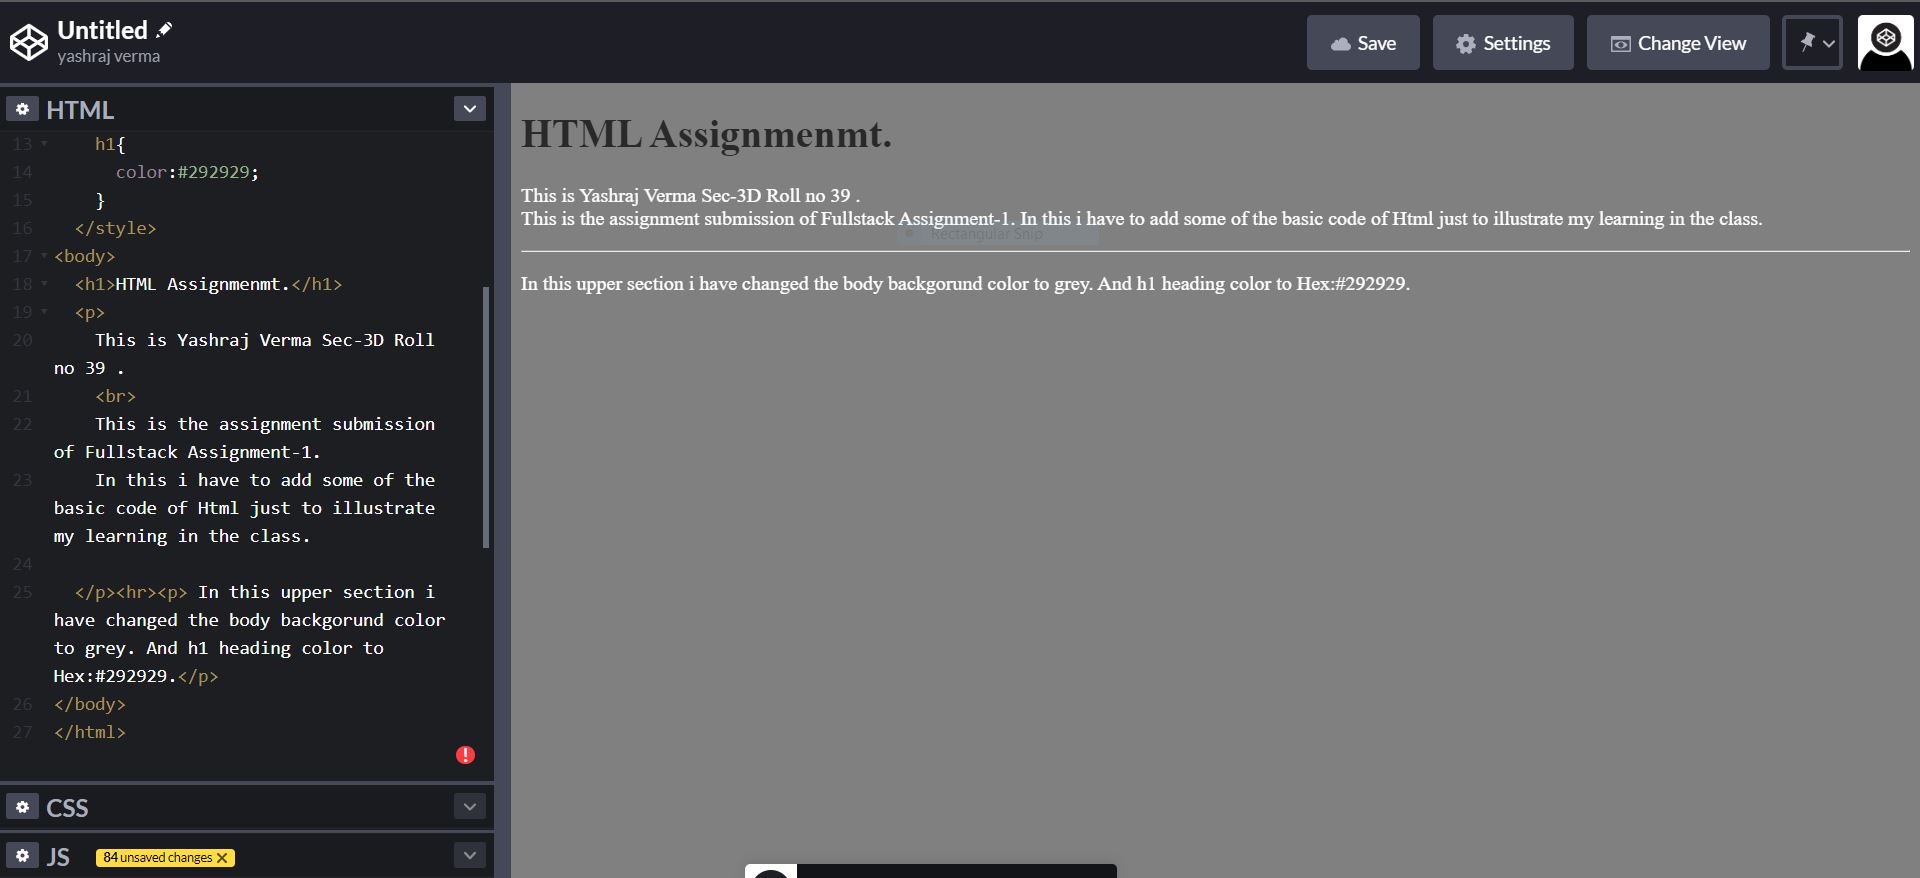 Untitled
yashraj verma
Save
Settings
Change View
HTML
13 h1{
14 color:#292929;
15 }
16 </style>
17 <body>
18 <h1>HTML Assignmenmt.</h1>
19 <p>
20 This is Yashraj Verma Sec-3D Roll
no 39 .
21 <br>
22 This is the assignment submission
of Fullstack Assignment-1.
23 In this i have to add some of the
basic code of Html just to illustrate
my learning in the class.
24
25 </p><hr><p> In this upper section i
have changed the body backgorund color
to grey. And h1 heading color to
Hex:#292929.</p>
26 </body>
27 </html>
!
CSS
JS
84 unsaved changes X
HTML Assignmenmt.
This is Yashraj Verma Sec-3D Roll no 39 .
This is the assignment submission of Fullstack Assignment-1. In this i have to add some of the basic code of Html just to illustrate my learning in the class.
Rectangular Snip
In this upper section i have changed the body backgorund color to grey. And h1 heading color to Hex:#292929.